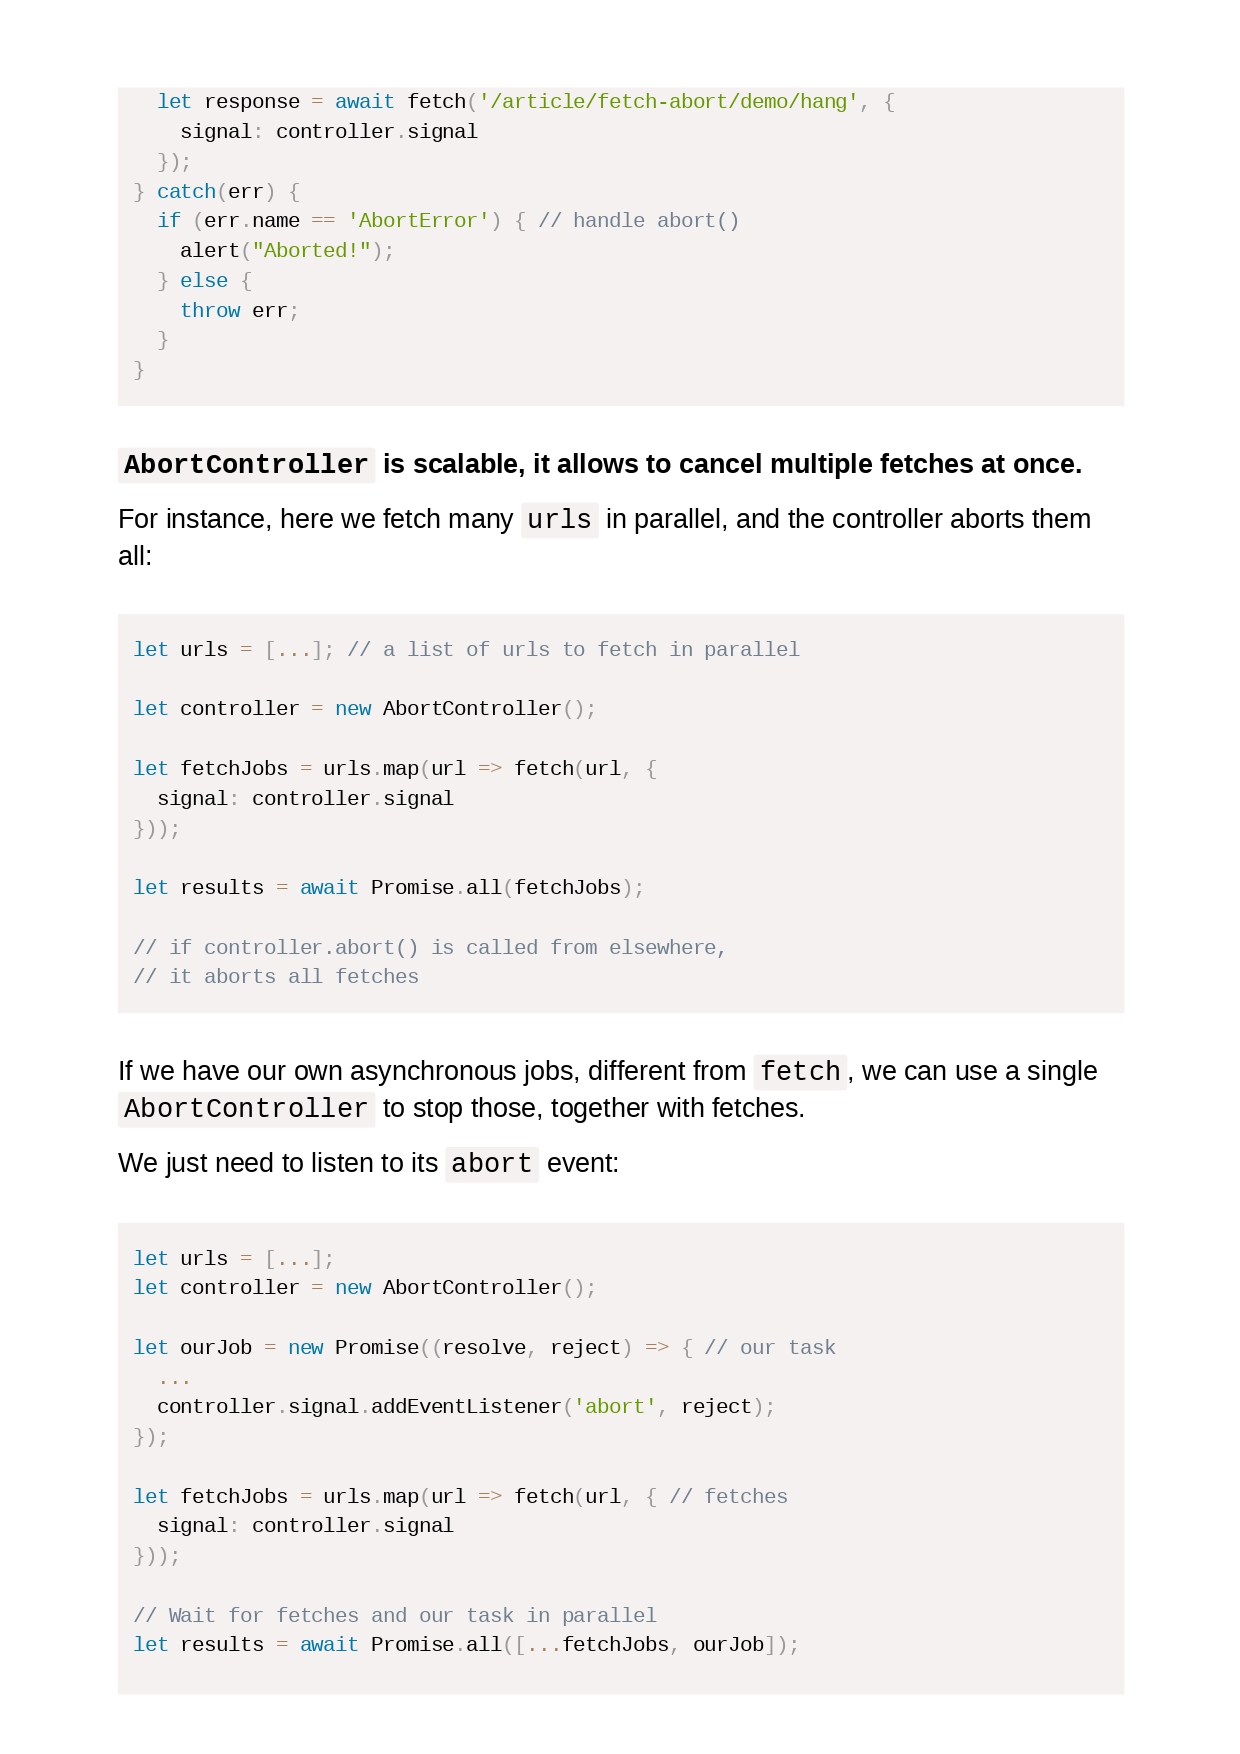 let response = await fetch('/article/fetch-abort/demo/hang', {
    signal: controller.signal
  });
} catch(err) {
  if (err.name == 'AbortError') { // handle abort()
    alert("Aborted!");
  } else {
    throw err;
  }
}
AbortController is scalable, it allows to cancel multiple fetches at once.
For instance, here we fetch many urls in parallel, and the controller aborts them
all:
let urls = [...]; // a list of urls to fetch in parallel
let controller = new AbortController();
let fetchJobs = urls.map(url => fetch(url, {
  signal: controller.signal
}));
let results = await Promise.all(fetchJobs);
// if controller.abort() is called from elsewhere,
// it aborts all fetches
If we have our own asynchronous jobs, different from fetch, we can use a single
AbortController to stop those, together with fetches.
We just need to listen to its abort event:
let urls = [...];
let controller = new AbortController();
let ourJob = new Promise((resolve, reject) => { // our task
  ...
  controller.signal.addEventListener('abort', reject);
});
let fetchJobs = urls.map(url => fetch(url, { // fetches
  signal: controller.signal
}));
// Wait for fetches and our task in parallel
let results = await Promise.all([...fetchJobs, ourJob]);